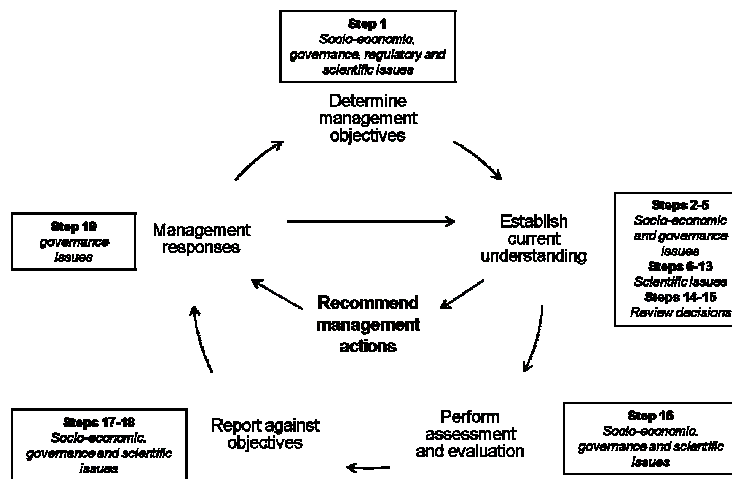 Step 1
Socio-economic,
governance, regulatory and
scientific issues
Determine
management
objectives
Step 19
governance
issues
Management
responses
Establish
current
understanding
Steps 2-5
Socio-economic
and governance
issues
Steps 6-13
Scientific issues
Steps 14-15
Review decisions
Recommend
management
actions
Steps 17-18
Socio-economic,
governance and scientific
issues
Report against
objectives
Perform
assessment
and evaluation
Step 16
Socio-economic,
governance and scientific
issues